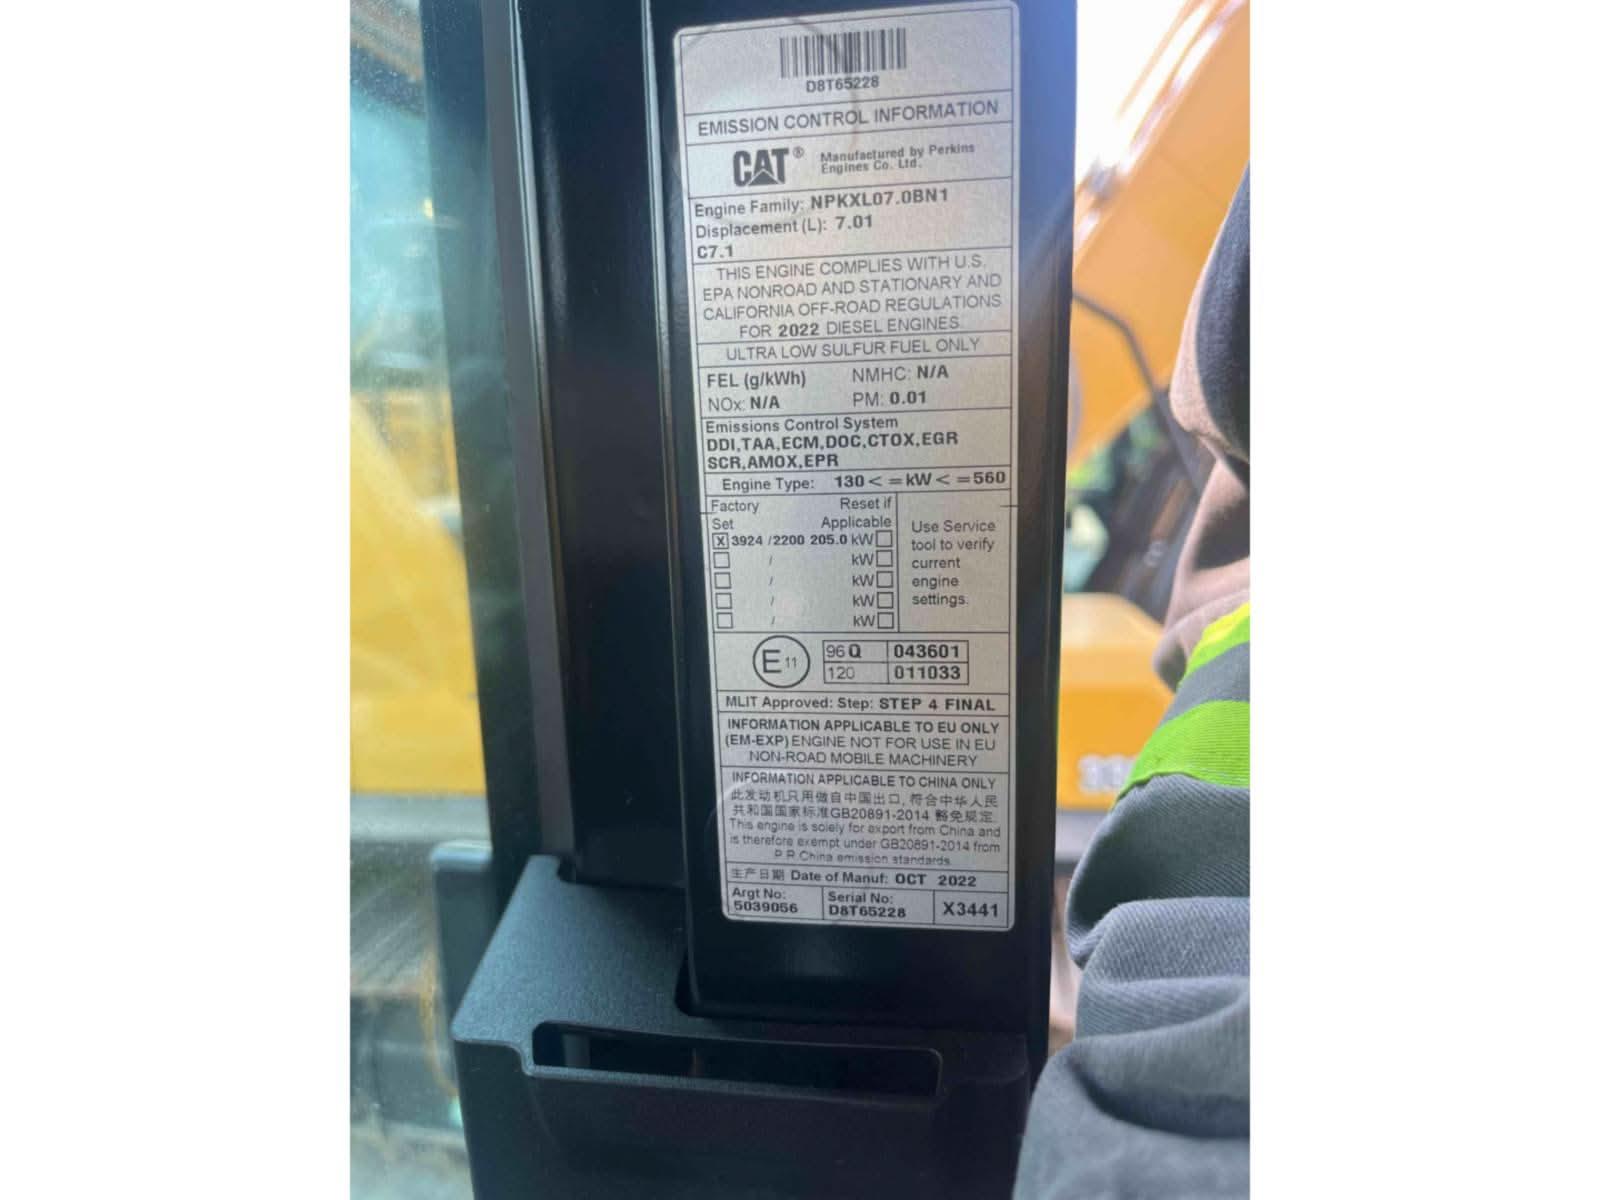 D8T65228
EMISSION CONTROL INFORMATION
CAT® Manufactured by Perkins
Engines Co. Ltd.
Engine Family: NPKXL07.0BN1
Displacement (L): 7.01
C7.1
THIS ENGINE COMPLIES WITH U.S.
EPA NONROAD AND STATIONARY AND
CALIFORNIA OFF-ROAD REGULATIONS
FOR 2022 DIESEL ENGINES.
ULTRA LOW SULFUR FUEL ONLY
FEL (g/kWh) NMHC: N/A
NOx: N/A PM: 0.01
Emissions Control System
DDI,TAA,ECM,DOC,CTOX,EGR
SCR,AMOX,EPR
Engine Type: 130 < = kW < = 560
Factory Reset if
Set Applicable
X 3924 /2200 205.0 kW
/ kW
/ kW
/ kW
/ kW
Use Service
tool to verify
current
engine
settings.
E 11
96 Q 043601
120 011033
MLIT Approved: Step: STEP 4 FINAL
INFORMATION APPLICABLE TO EU ONLY
(EM-EXP) ENGINE NOT FOR USE IN EU
NON-ROAD MOBILE MACHINERY
INFORMATION APPLICABLE TO CHINA ONLY
此发动机只用做自中国出口, 符合中华人民
共和国国家标准GB20891-2014 豁免规定.
This engine is solely for export from China and
is therefore exempt under GB20891-2014 from
P.R.China emission standards.
生产日期 Date of Manuf: OCT 2022
Argt No:
5039056
Serial No:
D8T65228
X3441